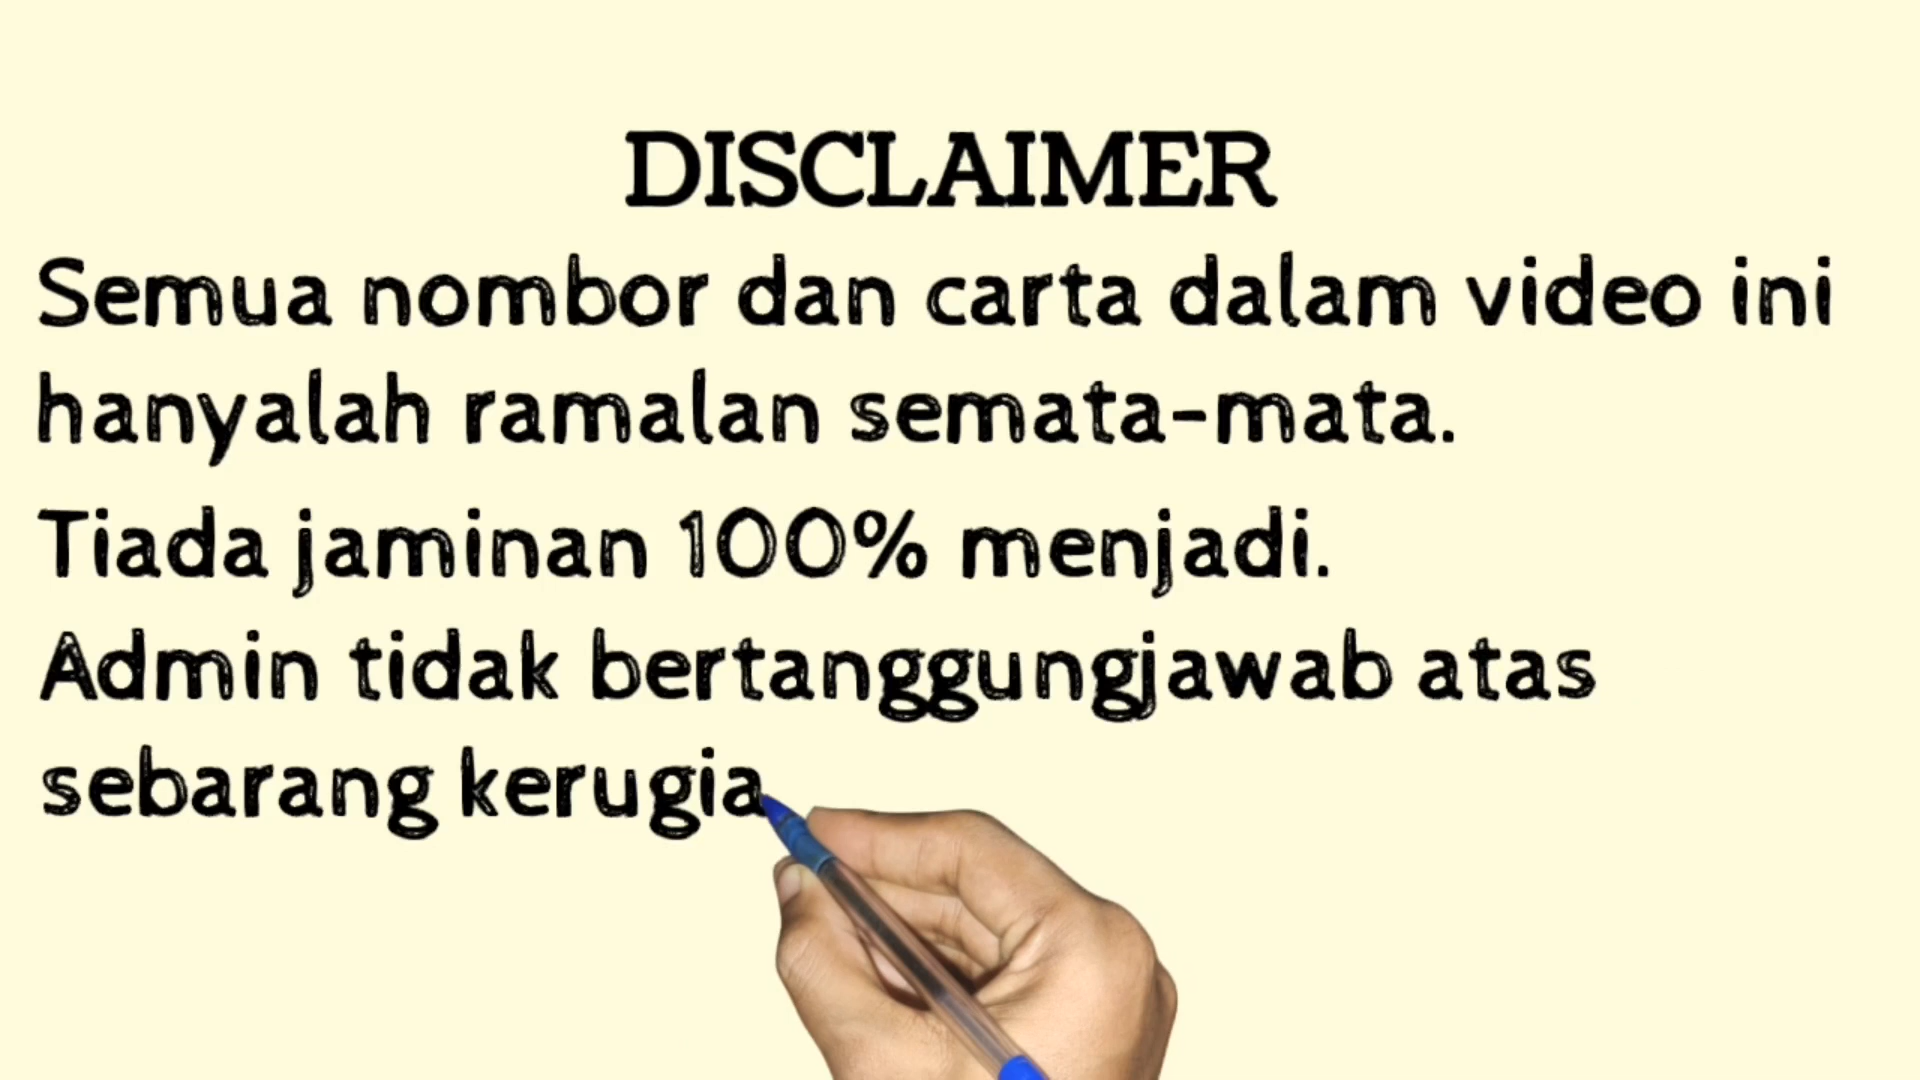 DISCLAIMER
Semua nombor dan carta dalam video ini
hanyalah ramalan semata-mata.
Tiada jaminan 100% menjadi.
Admin tidak bertanggungjawab atas
sebarang kerugia